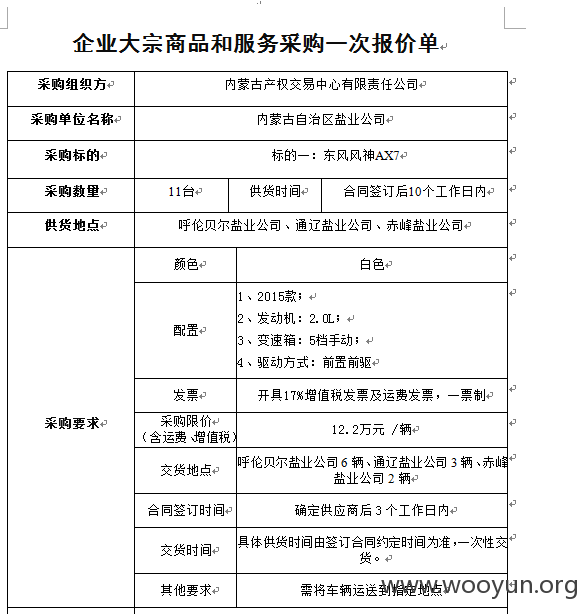 企业大宗商品和服务采购一次报价单
采购组织方 内蒙古产权交易中心有限责任公司
采购单位名称 内蒙古自治区盐业公司
采购标的 标的一：东风风神AX7
采购数量 11台 供货时间 合同签订后10个工作日内
供货地点 呼伦贝尔盐业公司、通辽盐业公司、赤峰盐业公司
采购要求
颜色 白色
配置
1、2015款；
2、发动机：2.0L；
3、变速箱：5档手动；
4、驱动方式：前置前驱
发票 开具17%增值税发票及运费发票，一票制
采购限价
（含运费、增值税）
12.2万元 /辆
交货地点
呼伦贝尔盐业公司 6 辆、通辽盐业公司 3 辆、赤峰
盐业公司 2 辆
合同签订时间 确定供应商后 3 个工作日内
交货时间
具体供货时间由签订合同约定时间为准，一次性交
货。
其他要求 需将车辆运送到指定地点
www.wooyun.org